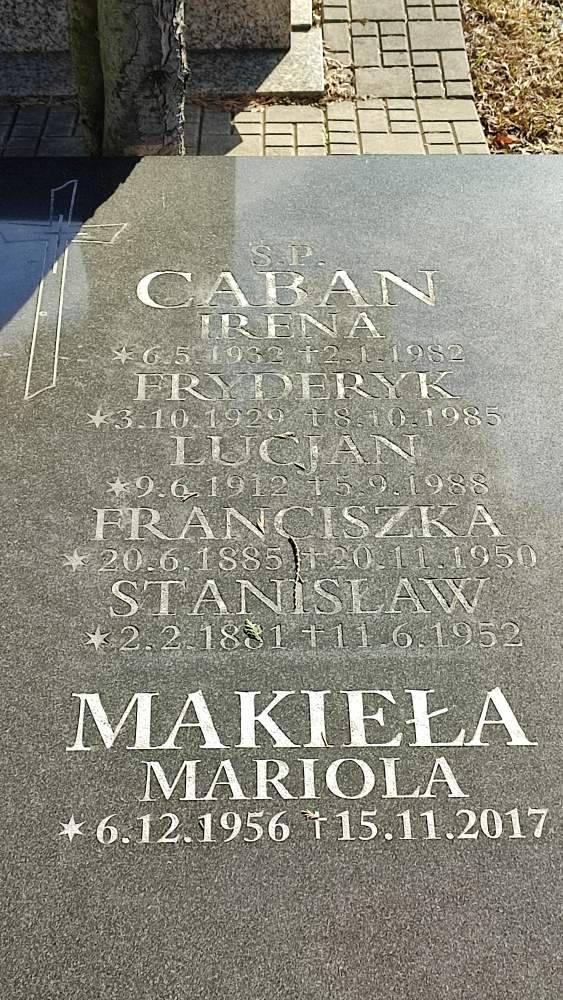 Ś.P.
CABAN
IRENA
*6.5.1932 †2.1.1982
FRYDERYK
*3.10.1929 †8.10.1985
LUCJAN
*9.6.1912 †5.9.1988
FRANCISZKA
*20.6.1885 †20.11.1950
STANISŁAW
*2.2.1881 †11.6.1952
MAKIEŁA
MARIOLA
*6.12.1956 †15.11.2017